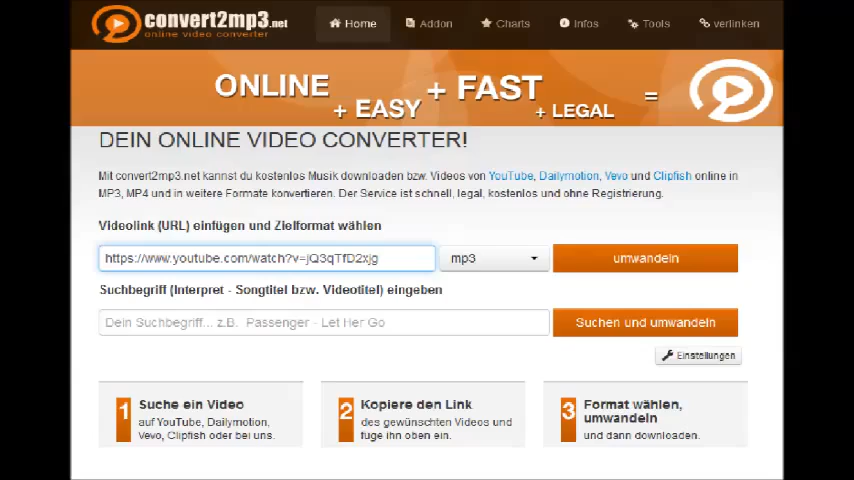 convert2mp3.net
online video converter
Home Addon Charts Infos Tools verlinken
ONLINE + EASY + FAST + LEGAL =
DEIN ONLINE VIDEO CONVERTER!
Mit convert2mp3.net kannst du kostenlos Musik downloaden bzw. Videos von YouTube, Dailymotion, Vevo und Clipfish online in
MP3, MP4 und in weitere Formate konvertieren. Der Service ist schnell, legal, kostenlos und ohne Registrierung.
Videolink (URL) einfügen und Zielformat wählen
https://www.youtube.com/watch?v=jQ3qTfD2xjg mp3 umwandeln
Suchbegriff (Interpret - Songtitel bzw. Videotitel) eingeben
Dein Suchbegriff... z.B. Passenger - Let Her Go Suchen und umwandeln
Einstellungen
1 Suche ein Video
auf YouTube, Dailymotion,
Vevo, Clipfish oder bei uns.
2 Kopiere den Link
des gewünschten Videos und
füge ihn oben ein.
3 Format wählen,
umwandeln
und dann downloaden.